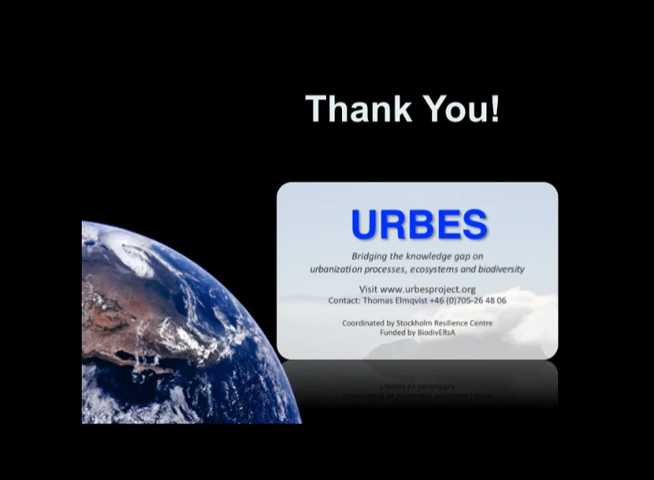 Thank You!
URBES
Bridging the knowledge gap on
urbanization processes, ecosystems and biodiversity
Visit www.urbesproject.org
Contact: Thomas Elmqvist +46 (0)705-26 48 06
Coordinated by Stockholm Resilience Centre
Funded by BiodivERsA